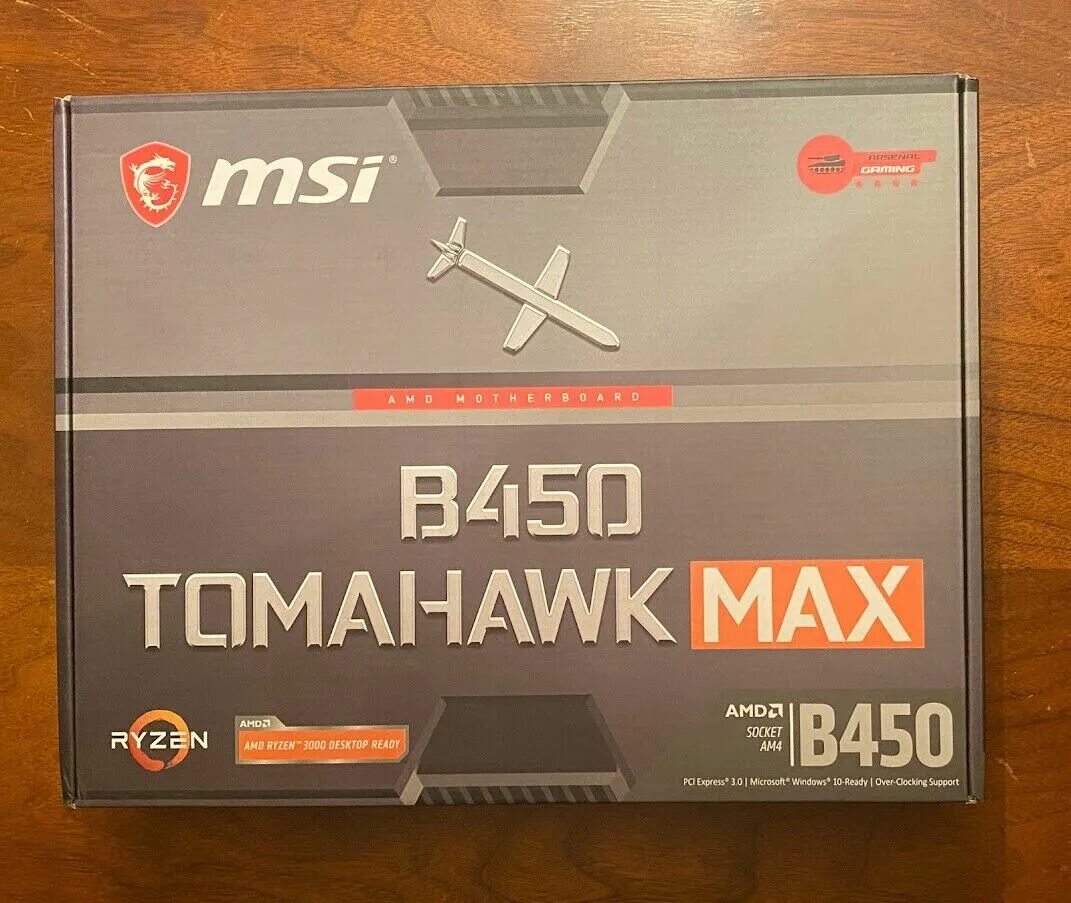 msi®
ARSENAL
GAMING
AMD MOTHERBOARD
B450
TOMAHAWK MAX
RYZEN
AMD
AMD RYZEN™ 3000 DESKTOP READY
AMD
SOCKET
AM4
B450
PCI Express® 3.0 | Microsoft® Windows® 10-Ready | Over-Clocking Support